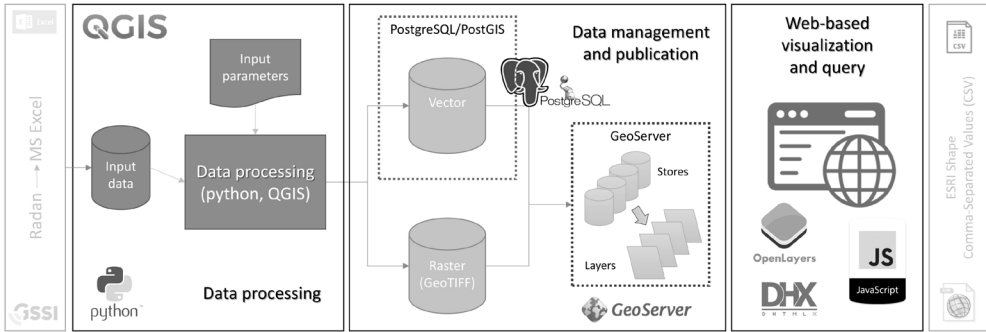 Excel
Radan → MS Excel
GSSI
QGIS
Input
parameters
Input
data
Data processing
(python, QGIS)
python™
Data processing
PostgreSQL/PostGIS
Vector
Raster
(GeoTIFF)
Data management
and publication
PostgreSQL
GeoServer
Stores
Layers
GeoServer
Web-based
visualization
and query
OpenLayers
JS
JavaScript
DHX
DHTMLX
CSV
ESRI Shape
Comma-Separated Values (CSV)